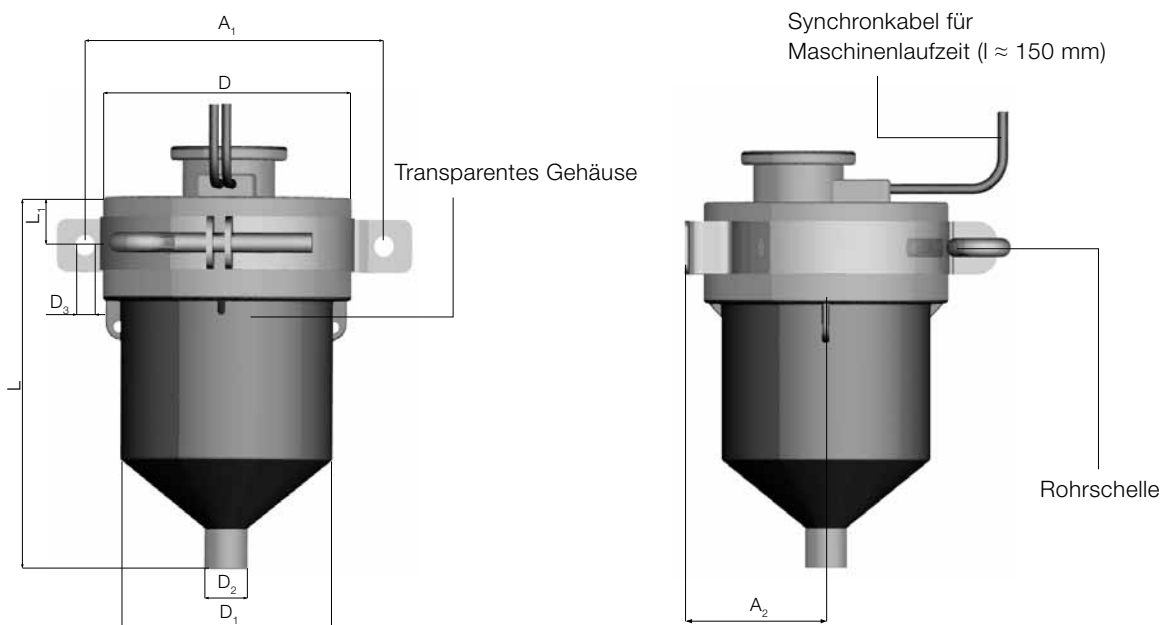 A₁
D
Transparentes Gehäuse
L₁
D₃
L
D₂
D₁
Synchronkabel für
Maschinenlaufzeit (l ≈ 150 mm)
Rohrschelle
A₂